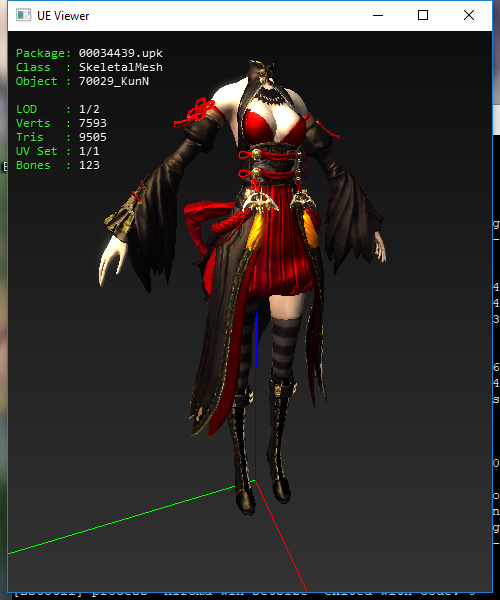 UE Viewer
Package: 00034439.upk
Class : SkeletalMesh
Object : 70029_KunN
LOD : 1/2
Verts : 7593
Tris : 9505
UV Set : 1/1
Bones : 123